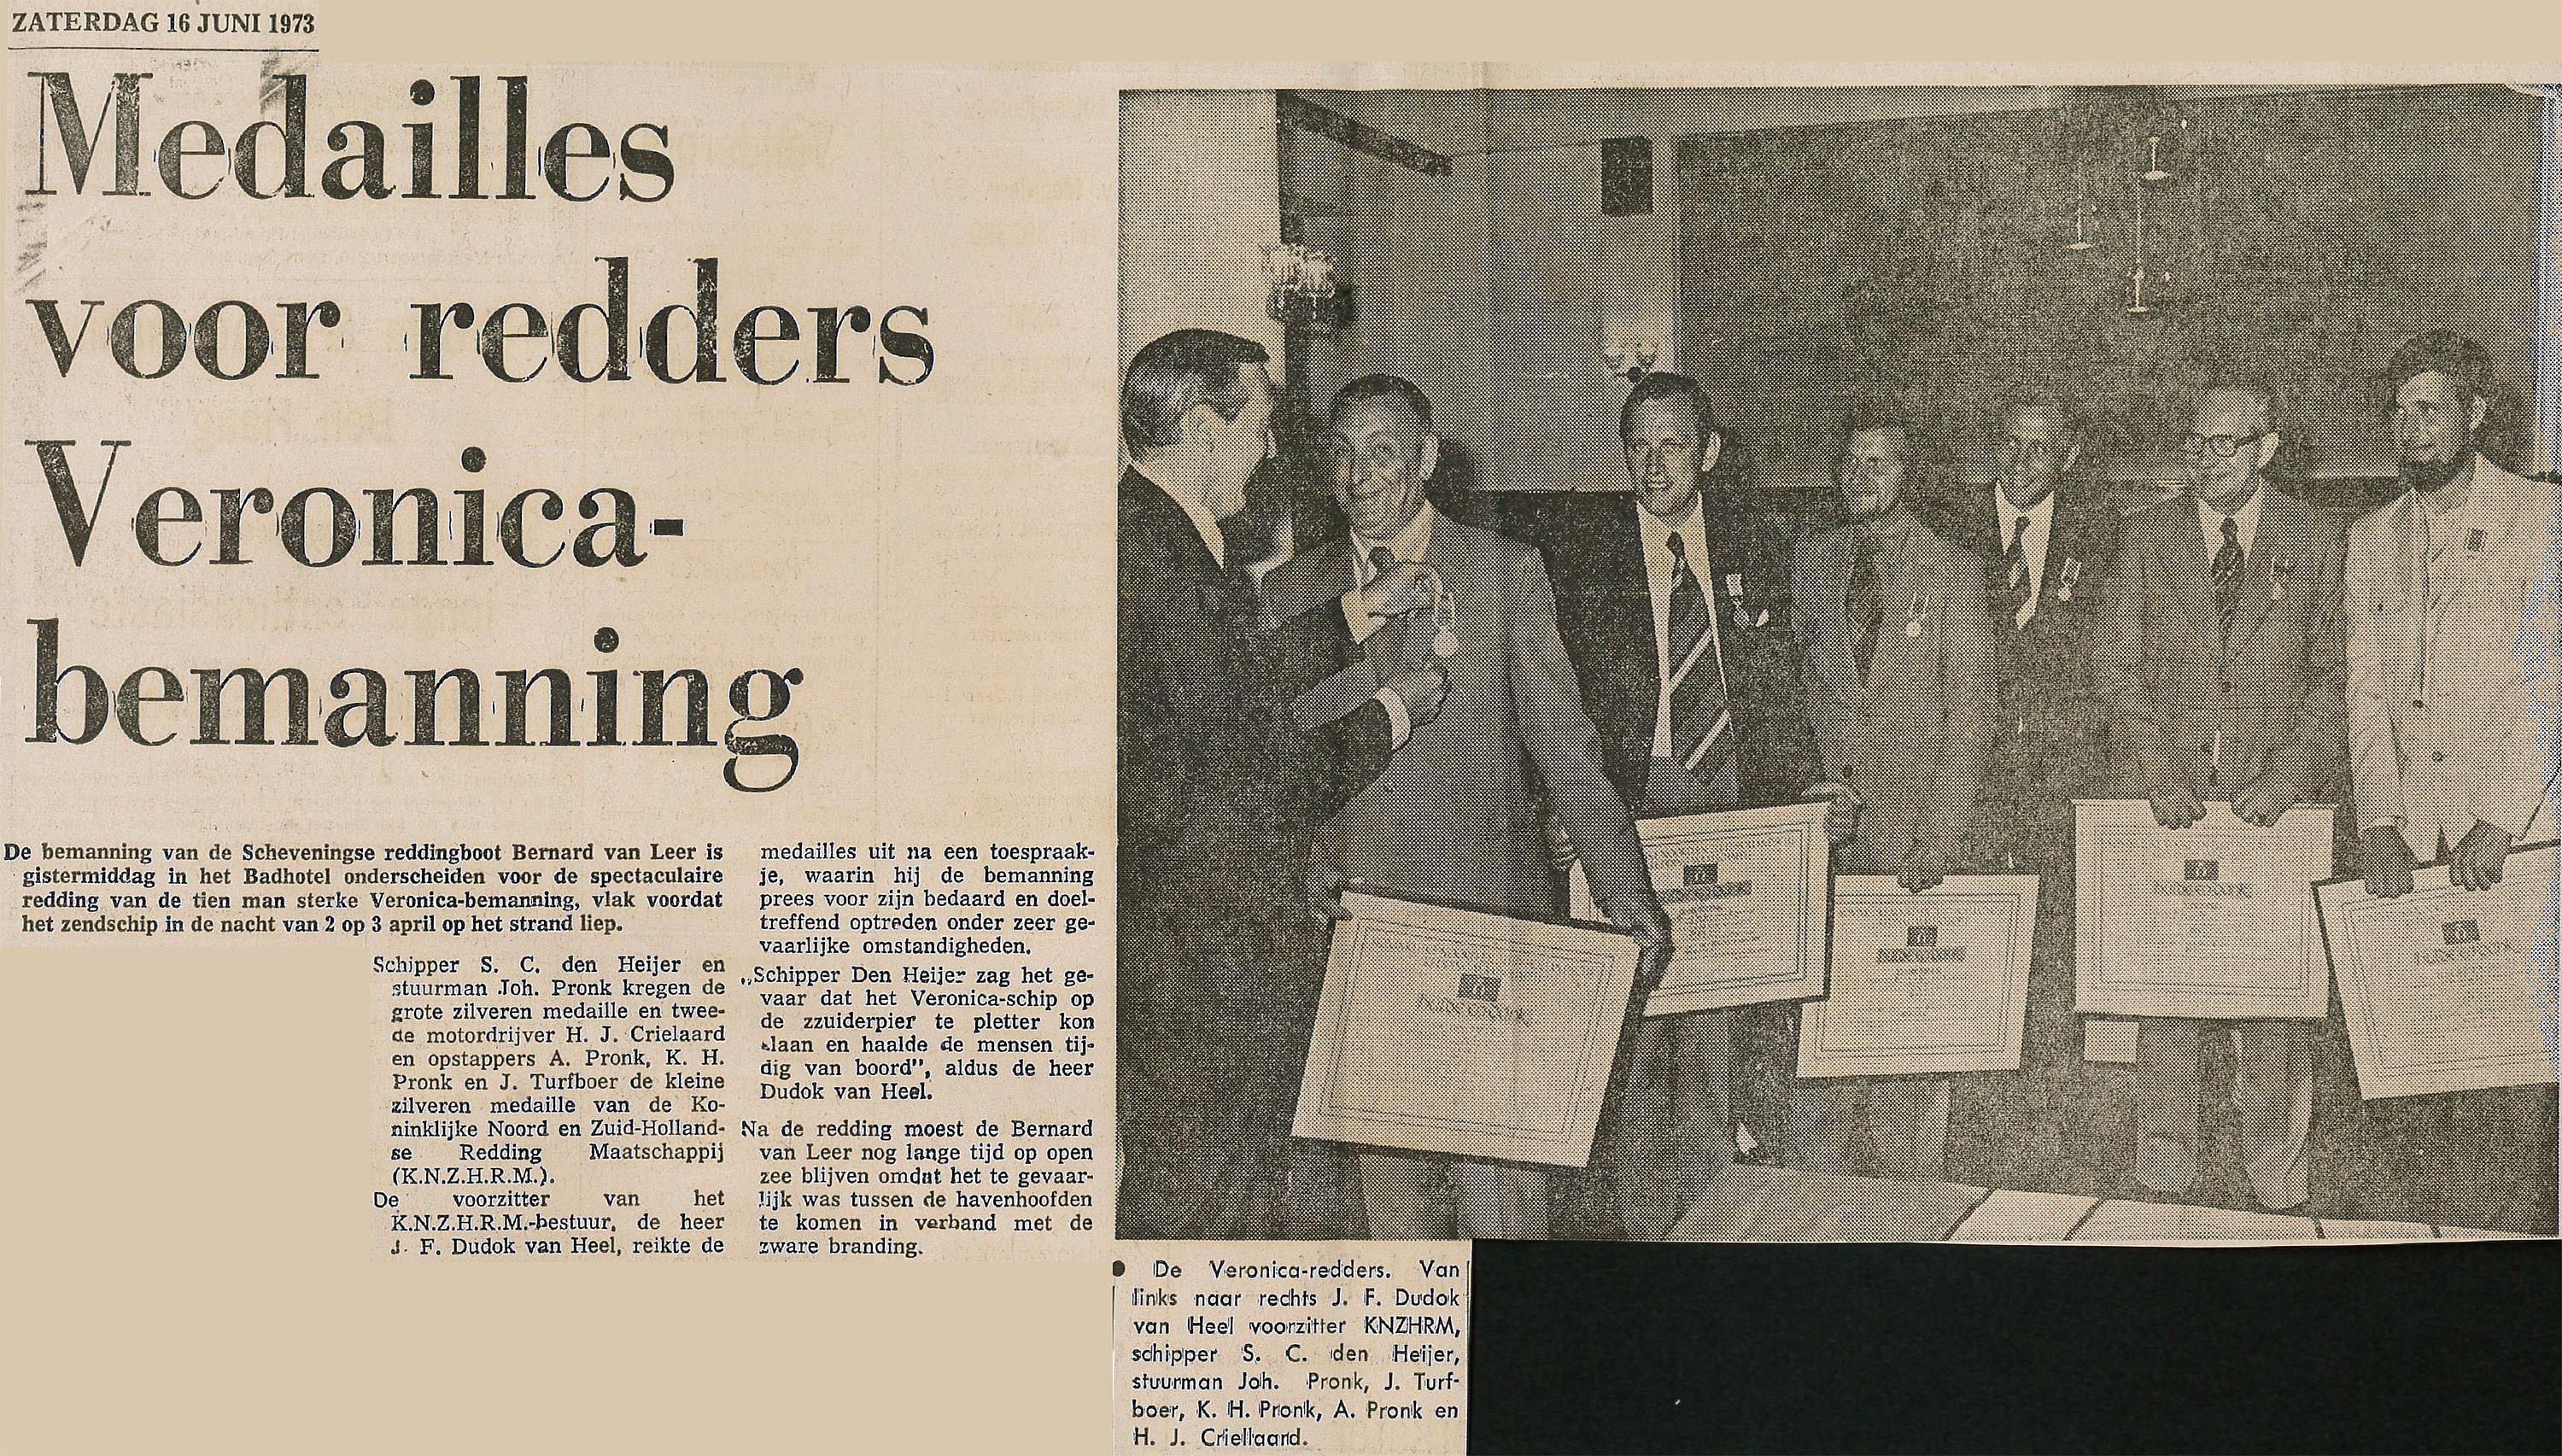 ZATERDAG 16 JUNI 1973
Medailles
voor redders
Veronica-
bemanning
De bemanning van de Scheveningse reddingboot Bernard van Leer is
gistermiddag in het Badhotel onderscheiden voor de spectaculaire
redding van de tien man sterke Veronica-bemanning, vlak voordat
het zendschip in de nacht van 2 op 3 april op het strand liep.
Schipper S. C. den Heijer en
stuurman Joh. Pronk kregen de
grote zilveren medaille en twee-
de motordrijver H. J. Crielaard
en opstappers A. Pronk, K. H.
Pronk en J. Turfboer de kleine
zilveren medaille van de Ko-
ninklijke Noord en Zuid-Holland-
se Redding Maatschappij
(K.N.Z.H.R.M.).
De voorzitter van het
K.N.Z.H.R.M.-bestuur, de heer
J. F. Dudok van Heel, reikte de
medailles uit na een toespraak-
je, waarin hij de bemanning
prees voor zijn bedaard en doel-
treffend optreden onder zeer ge-
vaarlijke omstandigheden.
„Schipper Den Heijer zag het ge-
vaar dat het Veronica-schip op
de zzuiderpier te pletter kon
slaan en haalde de mensen tij-
dig van boord", aldus de heer
Dudok van Heel.
Na de redding moest de Bernard
van Leer nog lange tijd op open
zee blijven omdat het te gevaar-
lijk was tussen de havenhoofden
te komen in verband met de
zware branding.
● De Veronica-redders. Van
links naar rechts J. F. Dudok
van Heel voorzitter KNZHRM,
schipper S. C. den Heijer,
stuurman Joh. Pronk, J. Turf-
boer, K. H. Pronk, A. Pronk en
H. J. Criellaard.